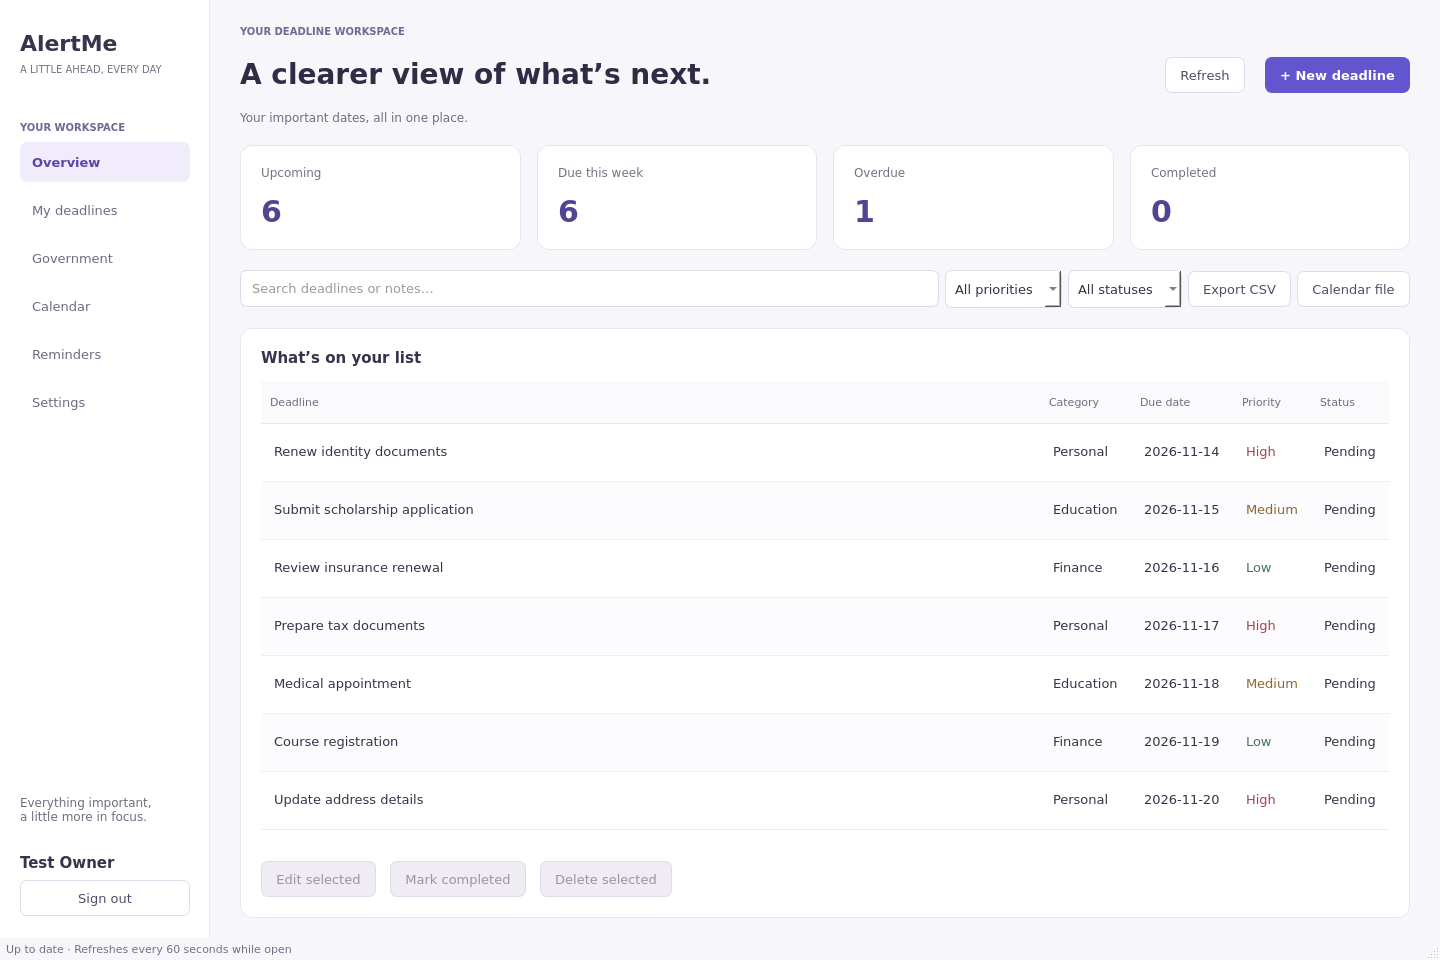 AlertMe
A LITTLE AHEAD, EVERY DAY
YOUR WORKSPACE
Overview
My deadlines
Government
Calendar
Reminders
Settings
Everything important,
a little more in focus.
Test Owner
Sign out
YOUR DEADLINE WORKSPACE
A clearer view of what’s next.
Refresh
+ New deadline
Your important dates, all in one place.
Upcoming
6
Due this week
6
Overdue
1
Completed
0
Search deadlines or notes…
All priorities
All statuses
Export CSV
Calendar file
What’s on your list
Deadline Category Due date Priority Status
Renew identity documents Personal 2026-11-14 High Pending
Submit scholarship application Education 2026-11-15 Medium Pending
Review insurance renewal Finance 2026-11-16 Low Pending
Prepare tax documents Personal 2026-11-17 High Pending
Medical appointment Education 2026-11-18 Medium Pending
Course registration Finance 2026-11-19 Low Pending
Update address details Personal 2026-11-20 High Pending
Edit selected
Mark completed
Delete selected
Up to date · Refreshes every 60 seconds while open